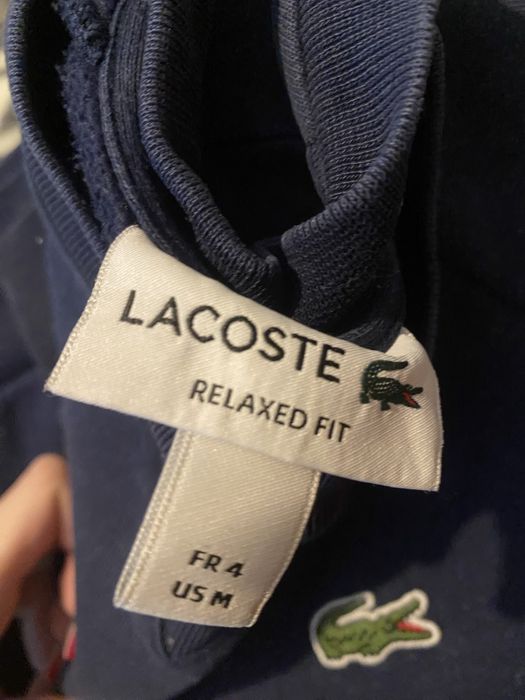 LACOSTE
RELAXED FIT
FR 4
US M